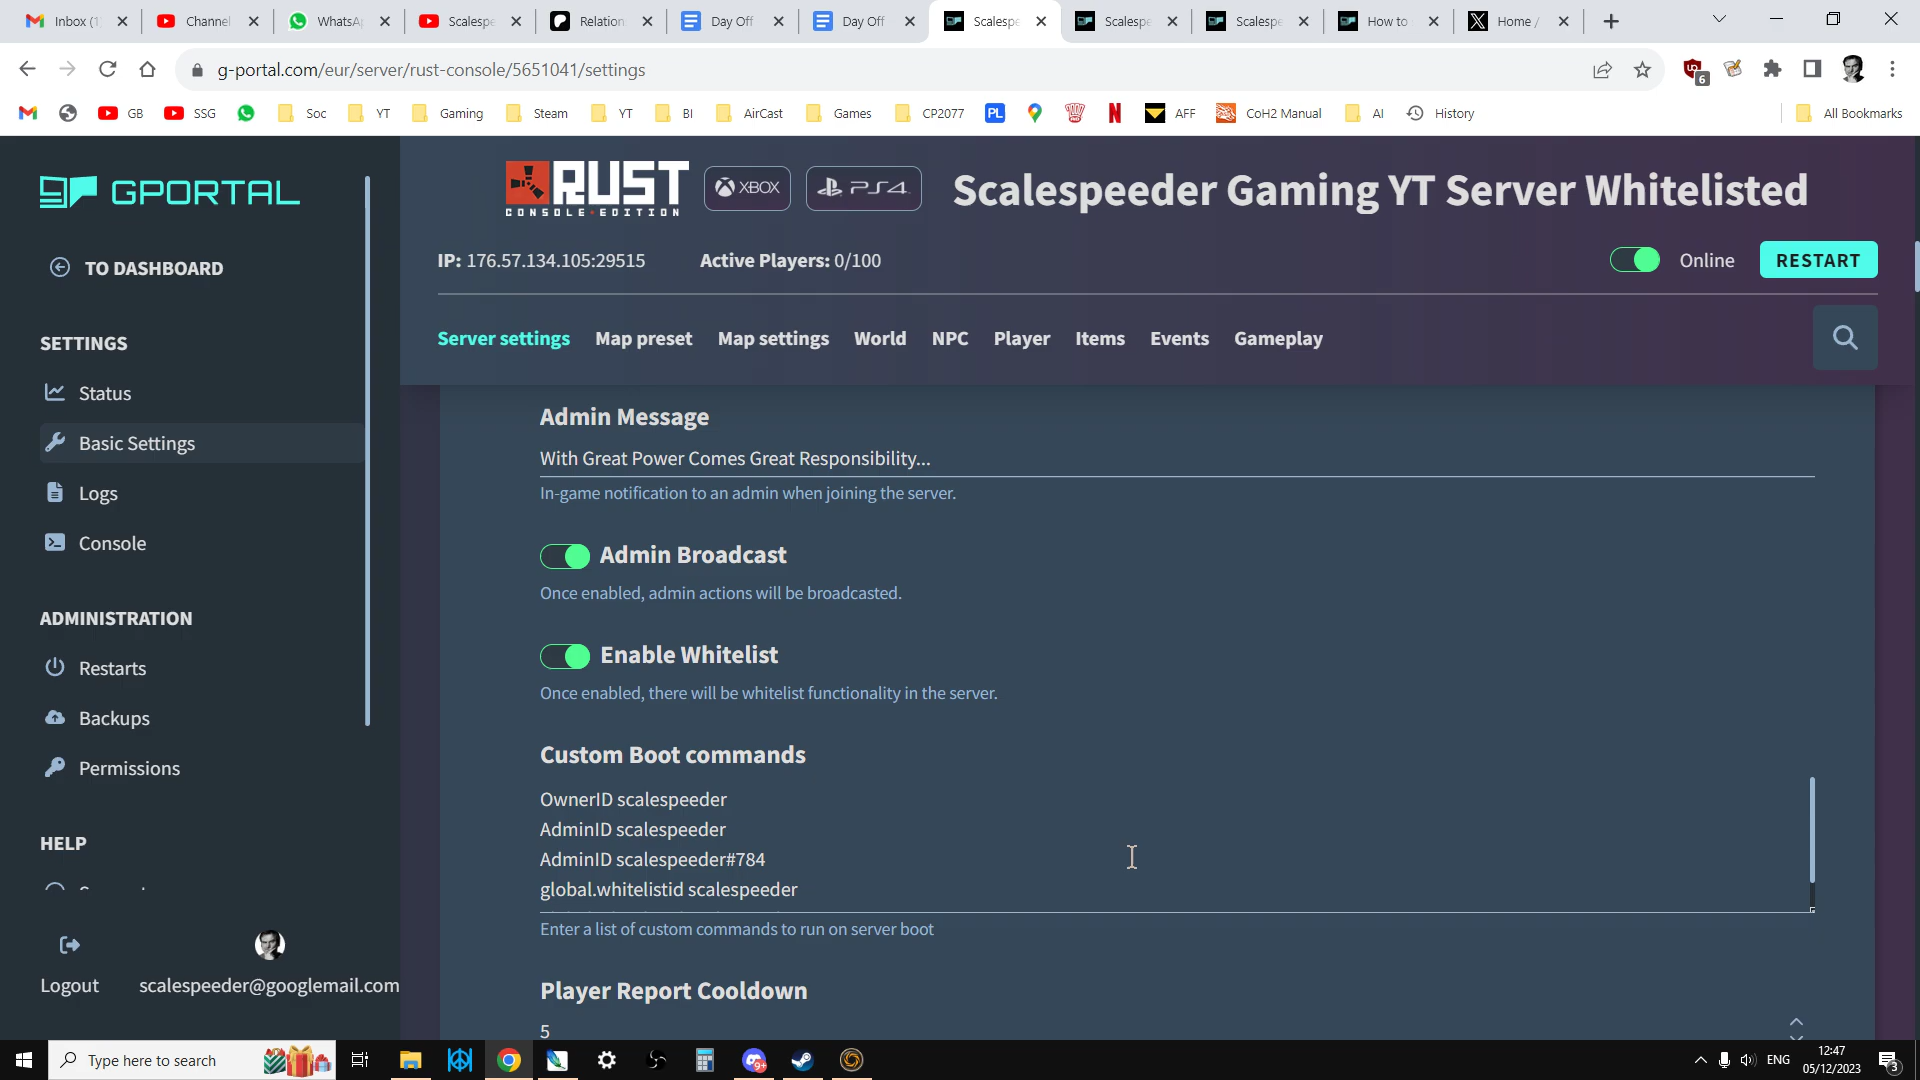 Inbox (1
Channel
WhatsA
Scalespe
Relation
Day Off
Day Off
Scalespe
Scalespe
Scalespe
How to
Home /
g-portal.com/eur/server/rust-console/5651041/settings
6
GB
SSG
Soc
YT
Gaming
Steam
YT
BI
AirCast
Games
CP2077
PL
AFF
CoH2 Manual
AI
History
All Bookmarks
GPORTAL
TO DASHBOARD
SETTINGS
Status
Basic Settings
Logs
Console
ADMINISTRATION
Restarts
Backups
Permissions
HELP
Logout
scalespeeder@googlemail.com
RUST
CONSOLE EDITION
XBOX
PS4
Scalespeeder Gaming YT Server Whitelisted
IP: 176.57.134.105:29515
Active Players: 0/100
Online
RESTART
Server settings
Map preset
Map settings
World
NPC
Player
Items
Events
Gameplay
Admin Message
With Great Power Comes Great Responsibility...
In-game notification to an admin when joining the server.
Admin Broadcast
Once enabled, admin actions will be broadcasted.
Enable Whitelist
Once enabled, there will be whitelist functionality in the server.
Custom Boot commands
OwnerID scalespeeder
AdminID scalespeeder
AdminID scalespeeder#784
global.whitelistid scalespeeder
Enter a list of custom commands to run on server boot
Player Report Cooldown
5
Type here to search
9+
ENG
12:47
05/12/2023
3